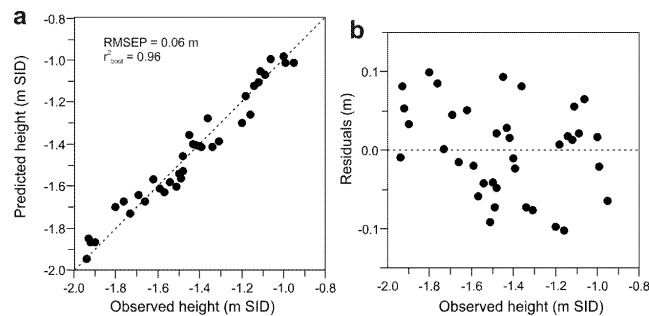 a
RMSEP = 0.06 m
r²boot = 0.96
Predicted height (m SID)
-0.8
-1.0
-1.2
-1.4
-1.6
-1.8
-2.0
-2.0 -1.8 -1.6 -1.4 -1.2 -1.0 -0.8
Observed height (m SID)
b
Residuals (m)
0.1
0.0
-0.1
-2.0 -1.8 -1.6 -1.4 -1.2 -1.0 -0.8
Observed height (m SID)